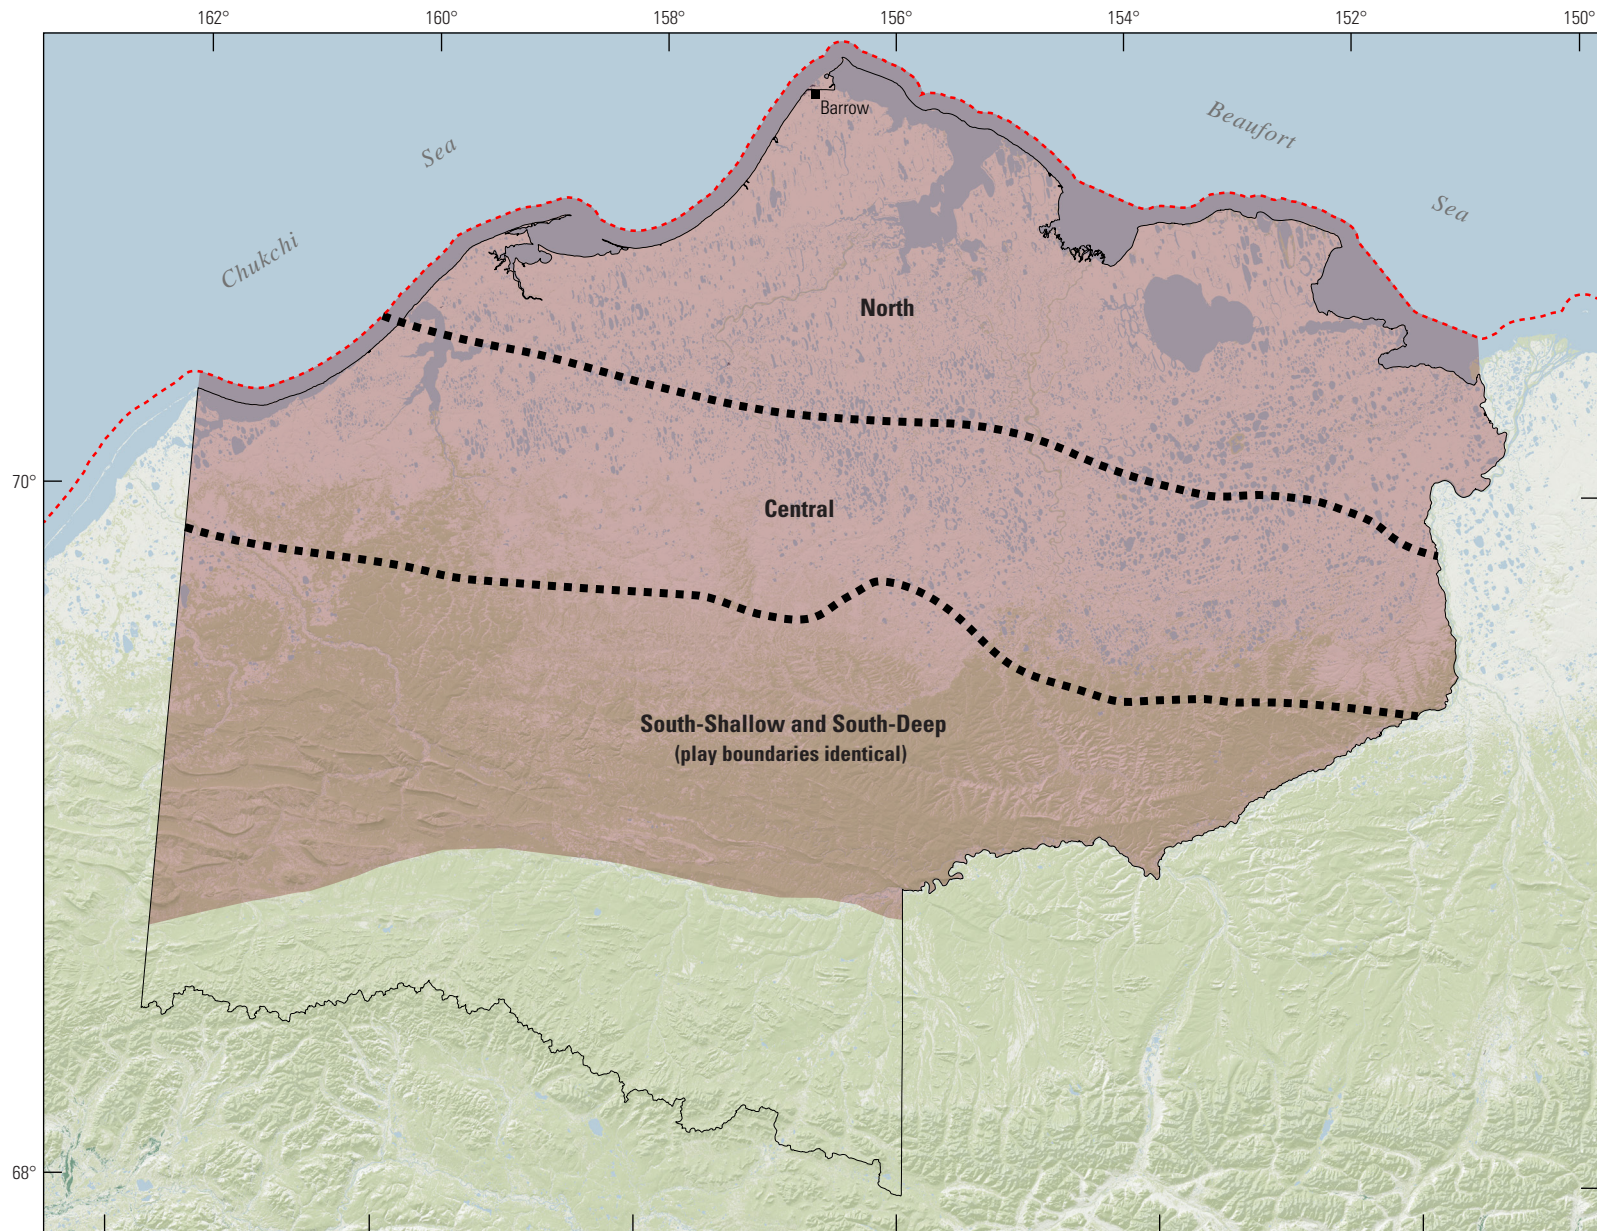 162°
160°
158°
156°
154°
152°
150°
Barrow
Beaufort
Sea
Sea
Chukchi
North
70°
Central
South-Shallow and South-Deep
(play boundaries identical)
68°